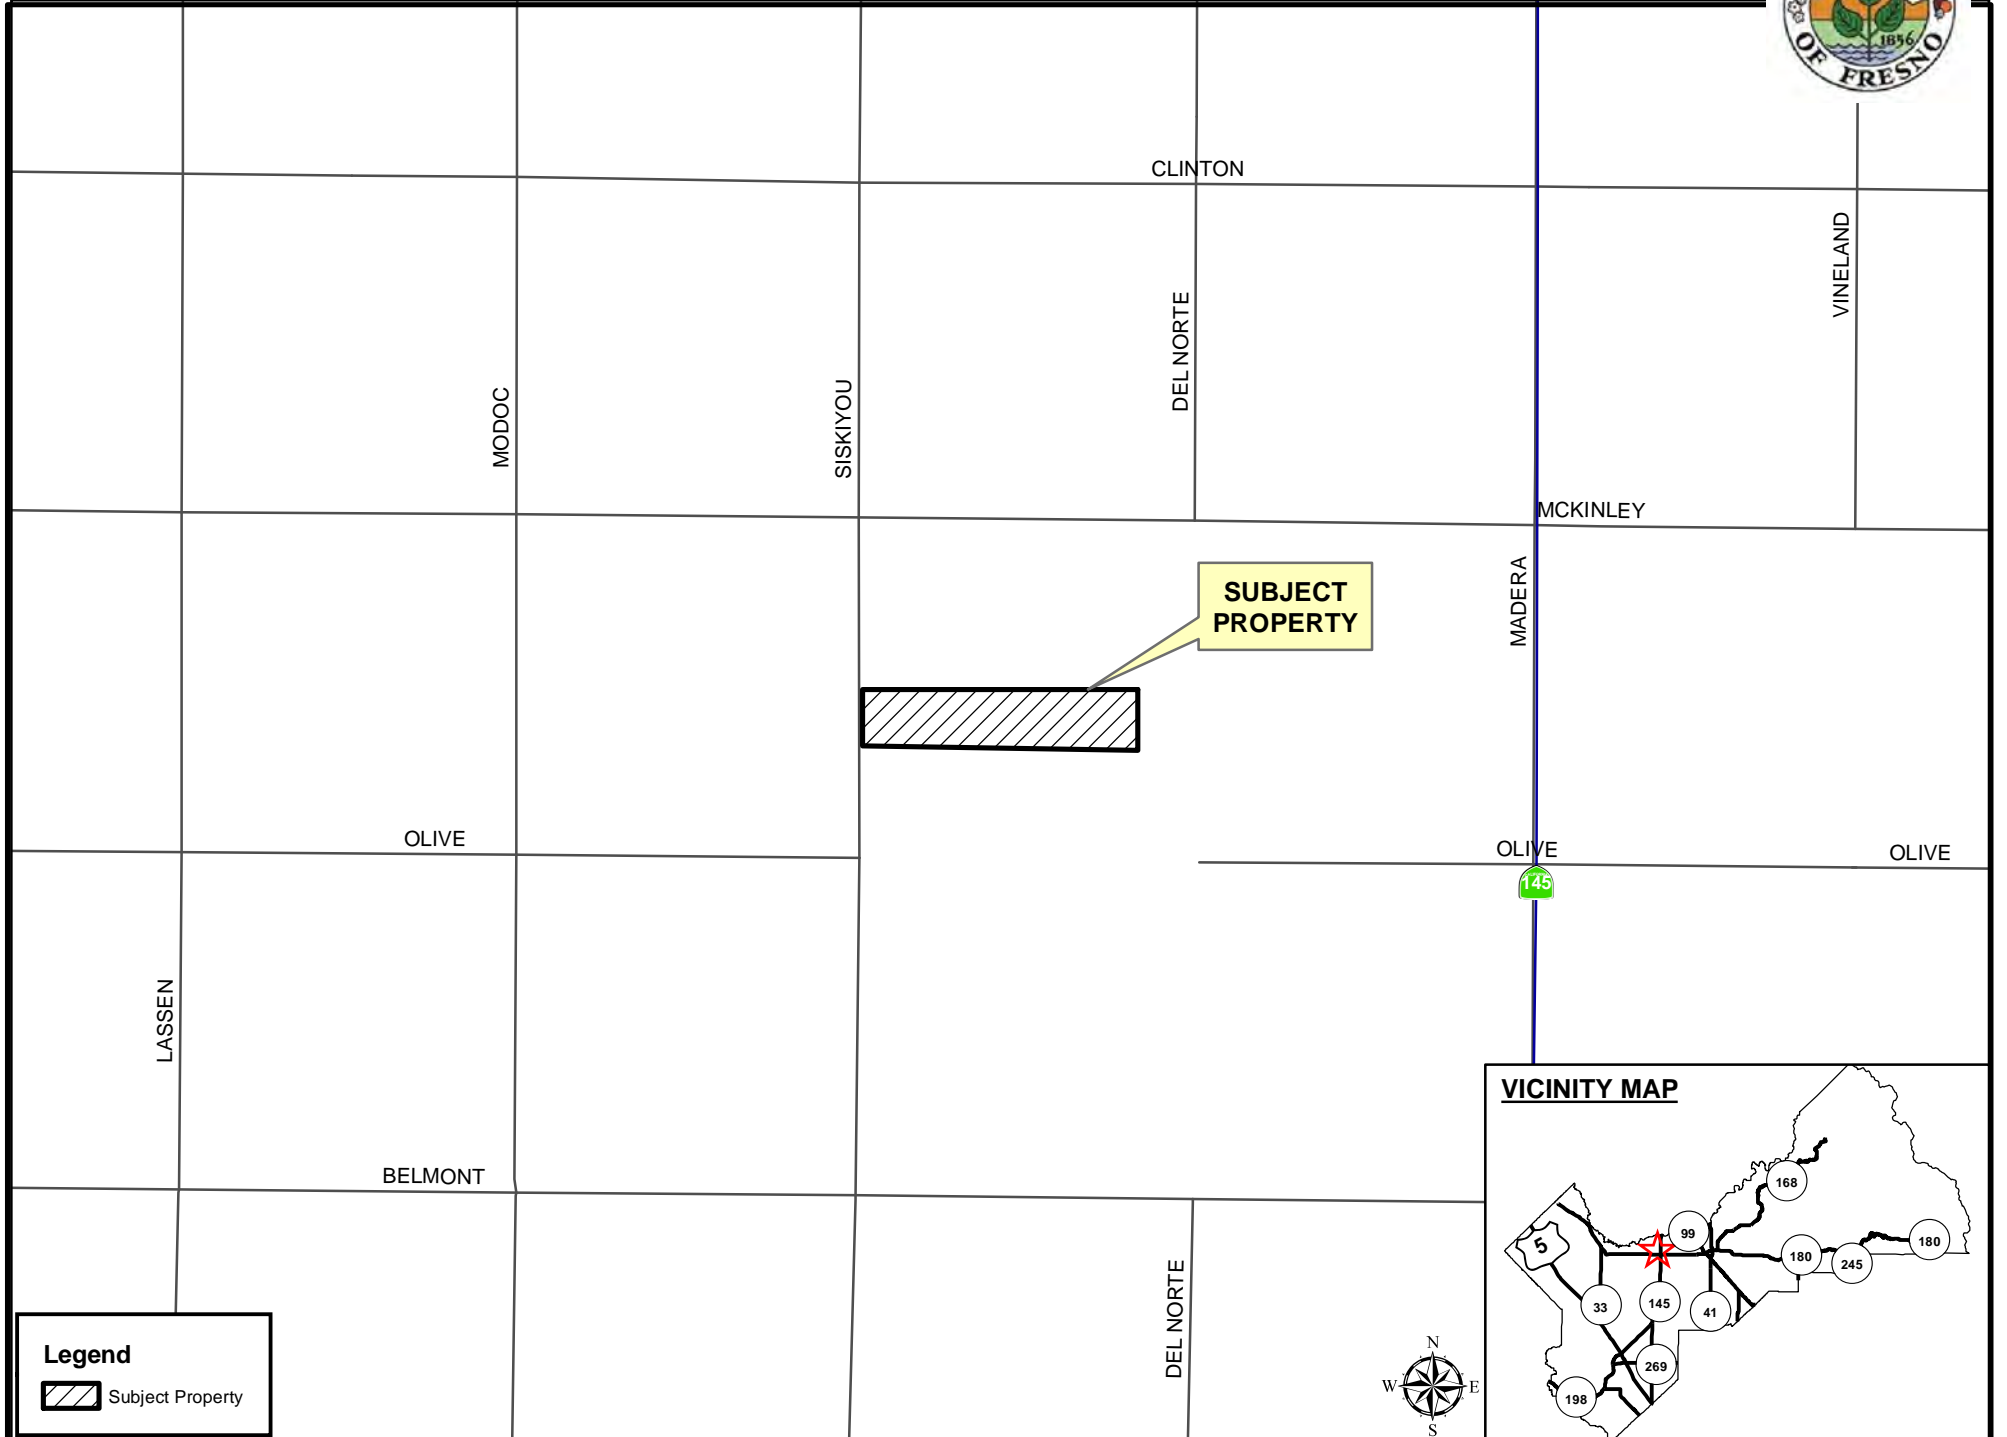 1856
OF FRESNO
CLINTON
VINELAND
DEL NORTE
MODOC
SISKIYOU
MCKINLEY
MADERA
SUBJECT
PROPERTY
OLIVE
OLIVE
OLIVE
145
LASSEN
BELMONT
DEL NORTE
VICINITY MAP
168
99
5
180
180
245
33
145
41
269
198
Legend
Subject Property
N
W
E
S